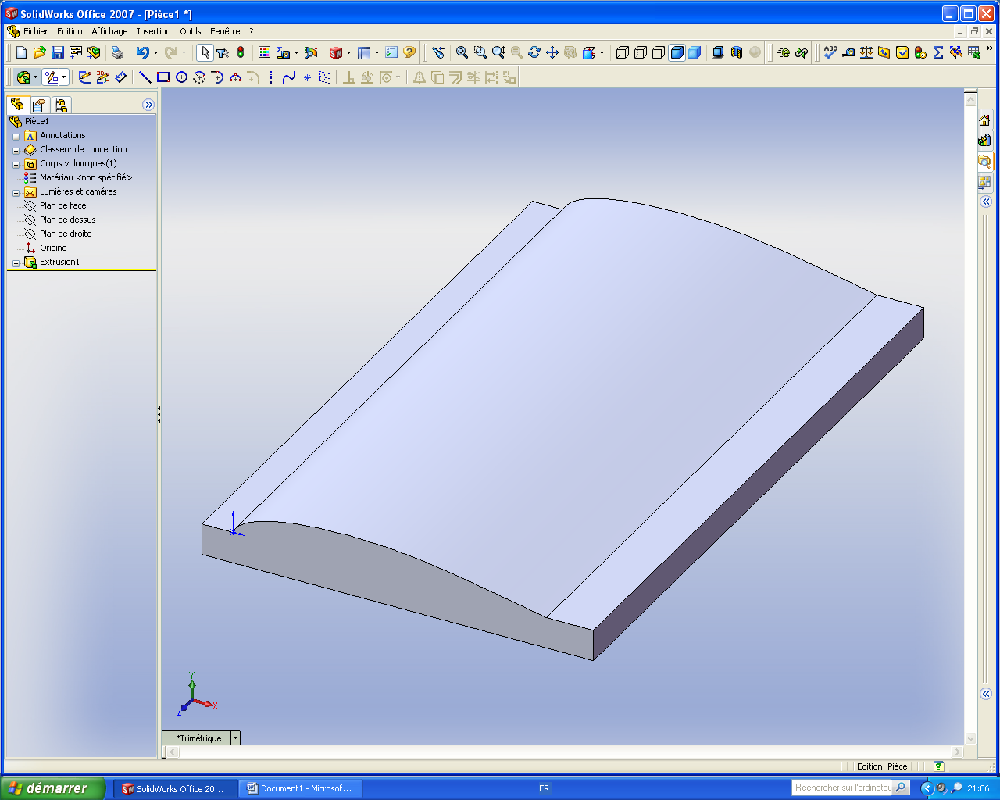 SolidWorks Office 2007 - [Pièce1 *]
Fichier Edition Affichage Insertion Outils Fenêtre ?
Pièce1
Annotations
Classeur de conception
Corps volumiques(1)
Matériau <non spécifié>
Lumières et caméras
Plan de face
Plan de dessus
Plan de droite
Origine
Extrusion1
Y
X
Z
*Trimétrique
Edition: Pièce
démarrer SolidWorks Office 20... Document1 - Microsof... FR Rechercher sur l'ordinateu 21:06